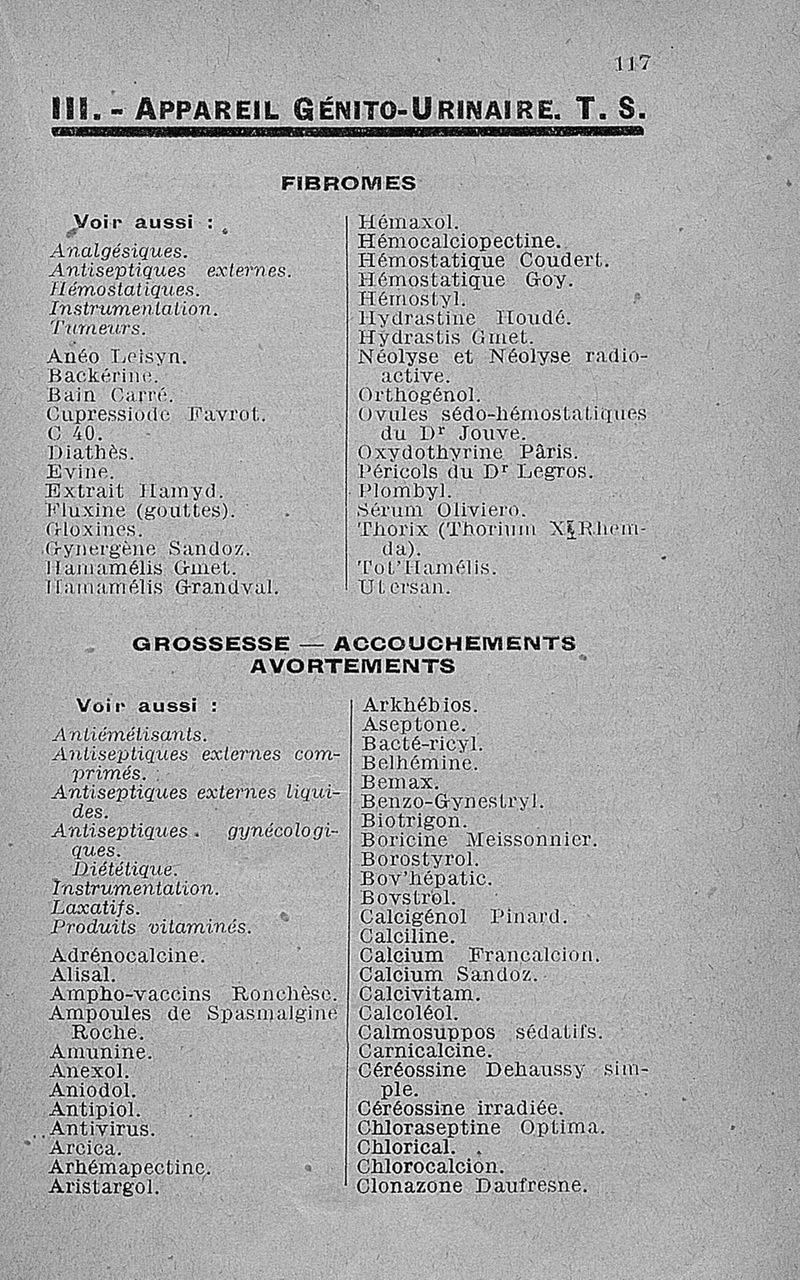 117
III. - APPAREIL GÉNITO-URINAIRE. T. S.
FIBROMES
Voir aussi :
Analgésiques.
Antiseptiques externes.
Hémostatiques.
Instrumentation.
Tumeurs.
Anéo Leisyn.
Backérine.
Bain Carré.
Cupressiode Favrot.
C 40.
Diathès.
Evine.
Extrait Hamyd.
Fluxine (gouttes).
Gloxines.
Gynergène Sandoz.
Hamamélis Gmet.
Hamamélis Grandval.
Hémaxol.
Hémocalciopectine.
Hémostatique Coudert.
Hémostatique Goy.
Hémostyl.
Hydrastine Houdé.
Hydrastis Gmet.
Néolyse et Néolyse radio-
active.
Orthogénol.
Ovules sédo-hémostatiques
du Dr Jouve.
Oxydothyrine Pâris.
Péricols du Dr Legros.
Plombyl.
Sérum Oliviero.
Thorix (Thorium X Rhem-
da).
Tot'Hamélis.
Utersan.
GROSSESSE — ACCOUCHEMENTS
AVORTEMENTS
Voir aussi :
Antiémétisants.
Antiseptiques externes com-
primés.
Antiseptiques externes liqui-
des.
Antiseptiques gynécologi-
ques.
Diététique.
Instrumentation.
Laxatifs.
Produits vitaminés.
Adrénocalcine.
Alisal.
Ampho-vaccins Ronchèse.
Ampoules de Spasmalgine
Roche.
Amunine.
Anexol.
Aniodol.
Antipiol.
Antivirus.
Arcica.
Arhémapectine.
Aristargol.
Arkhébios.
Aseptone.
Bacté-ricyl.
Belhémine.
Bemax.
Benzo-Gynestryl.
Biotrigon.
Boricine Meissonnier.
Borostyrol.
Bov'hépatic.
Bovstrol.
Calcigénol Pinard.
Calciline.
Calcium Francalcion.
Calcium Sandoz.
Calcivitam.
Calcoléol.
Calmosuppos sédatifs.
Carnicalcine.
Céréossine Dehaussy sim-
ple.
Céréossine irradiée.
Chloraseptine Optima.
Chlorical.
Chlorocalcion.
Clonazone Daufresne.